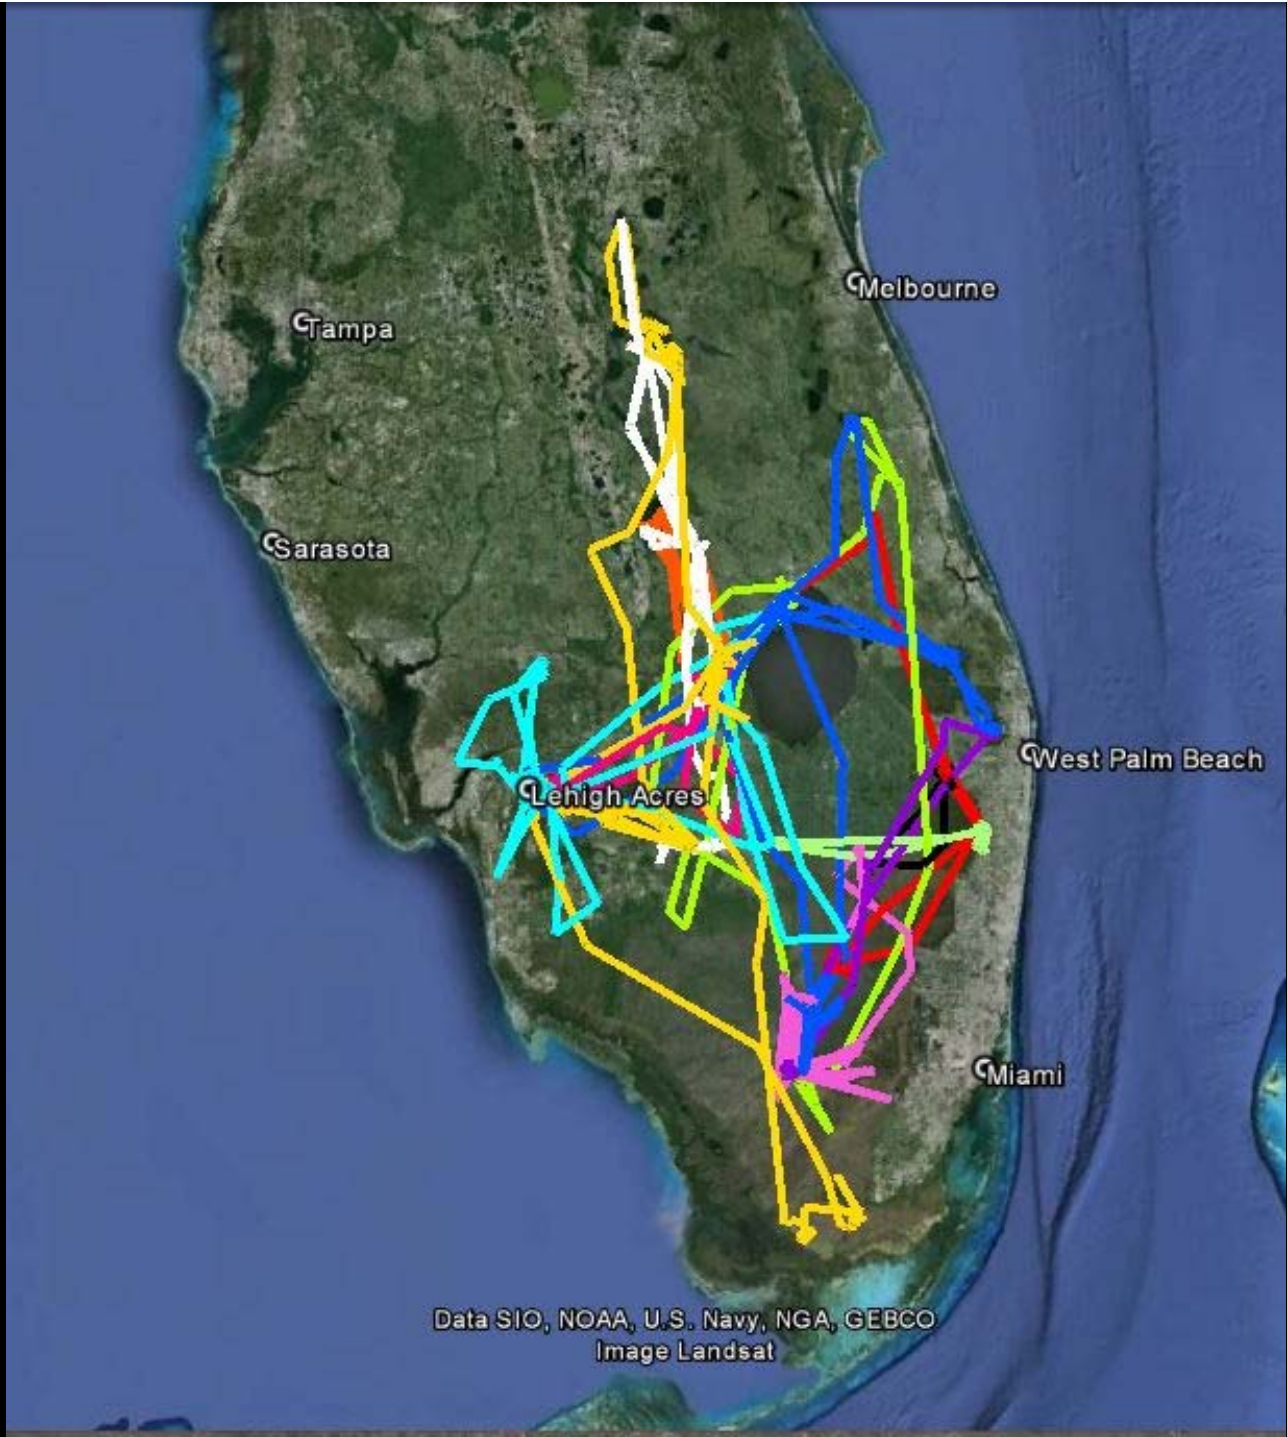 Melbourne
Tampa
Sarasota
West Palm Beach
Lehigh Acres
Miami
Data SIO, NOAA, U.S. Navy, NGA, GEBCO
Image Landsat